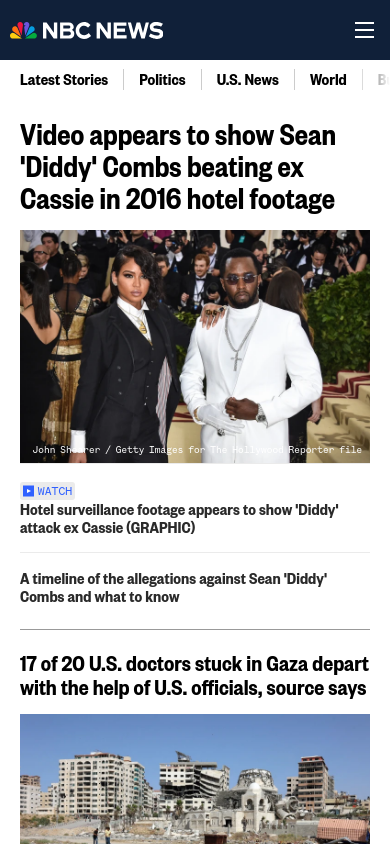 NBC NEWS
Latest Stories
Politics
U.S. News
World
Video appears to show Sean
'Diddy' Combs beating ex
Cassie in 2016 hotel footage
John Shearer / Getty Images for The Hollywood Reporter file
WATCH
Hotel surveillance footage appears to show 'Diddy'
attack ex Cassie (GRAPHIC)
A timeline of the allegations against Sean 'Diddy'
Combs and what to know
17 of 20 U.S. doctors stuck in Gaza depart
with the help of U.S. officials, source says